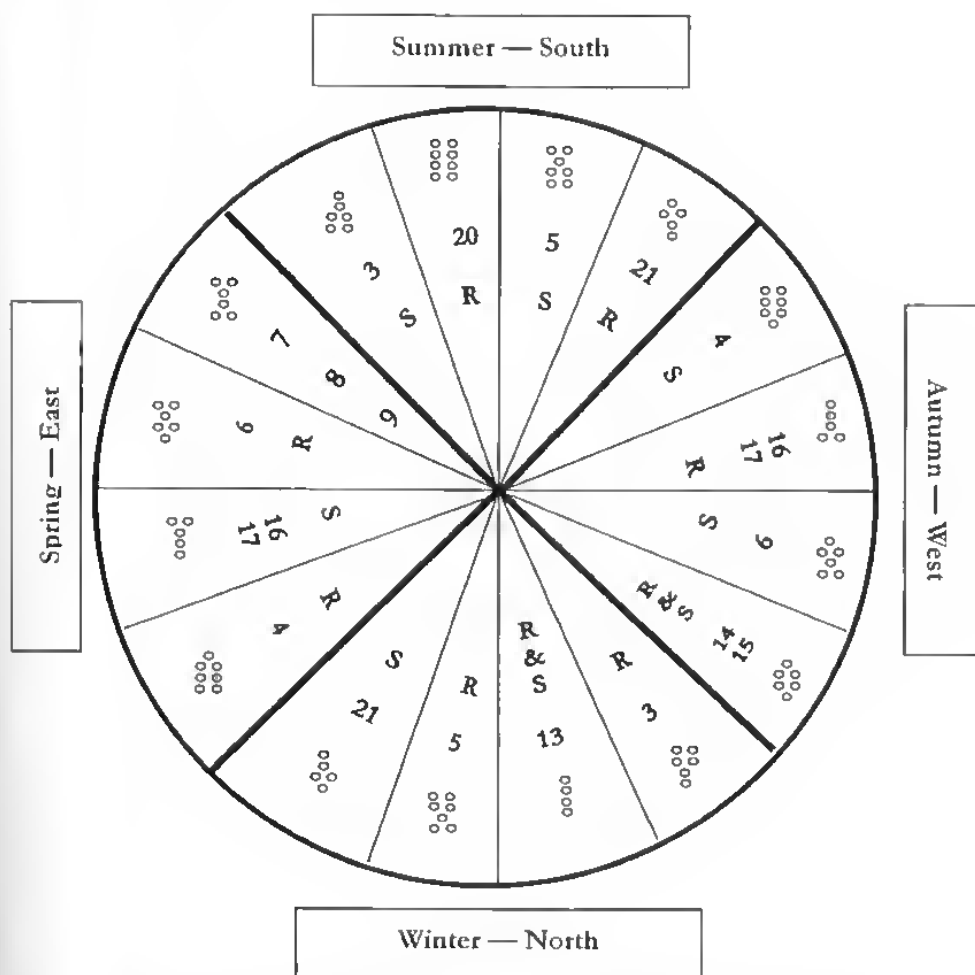 Summer — South
20
R
5
S
21
R
4
S
16
17
R
6
S
14
15
R & S
3
R
13
R
&
S
5
R
21
S
4
R
16
17
S
6
R
7
8
9
3
S
Spring — East
Autumn — West
Winter — North